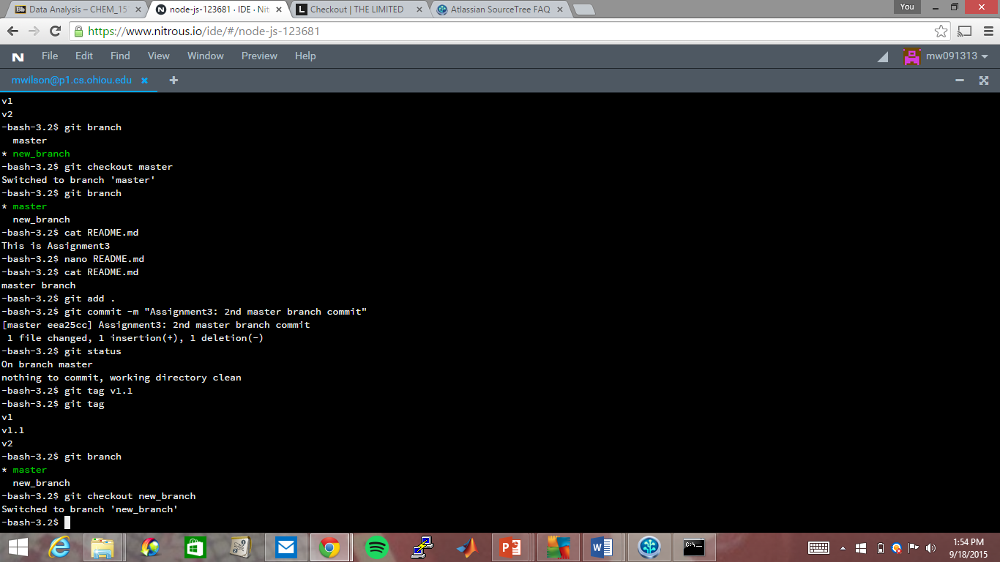 Bb Data Analysis – CHEM_15
N node-js-123681 · IDE · Nit
L Checkout | THE LIMITED
Atlassian SourceTree FAQ
You
https://www.nitrous.io/ide/#/node-js-123681
N File Edit Find View Window Preview Help
mw091313
mwilson@p1.cs.ohiou.edu
v1
v2
-bash-3.2$ git branch
  master
* new_branch
-bash-3.2$ git checkout master
Switched to branch 'master'
-bash-3.2$ git branch
* master
  new_branch
-bash-3.2$ cat README.md
This is Assignment3
-bash-3.2$ nano README.md
-bash-3.2$ cat README.md
master branch
-bash-3.2$ git add .
-bash-3.2$ git commit -m "Assignment3: 2nd master branch commit"
[master eea25cc] Assignment3: 2nd master branch commit
 1 file changed, 1 insertion(+), 1 deletion(-)
-bash-3.2$ git status
On branch master
nothing to commit, working directory clean
-bash-3.2$ git tag v1.1
-bash-3.2$ git tag
v1
v1.1
v2
-bash-3.2$ git branch
* master
  new_branch
-bash-3.2$ git checkout new_branch
Switched to branch 'new_branch'
-bash-3.2$
1:54 PM
9/18/2015